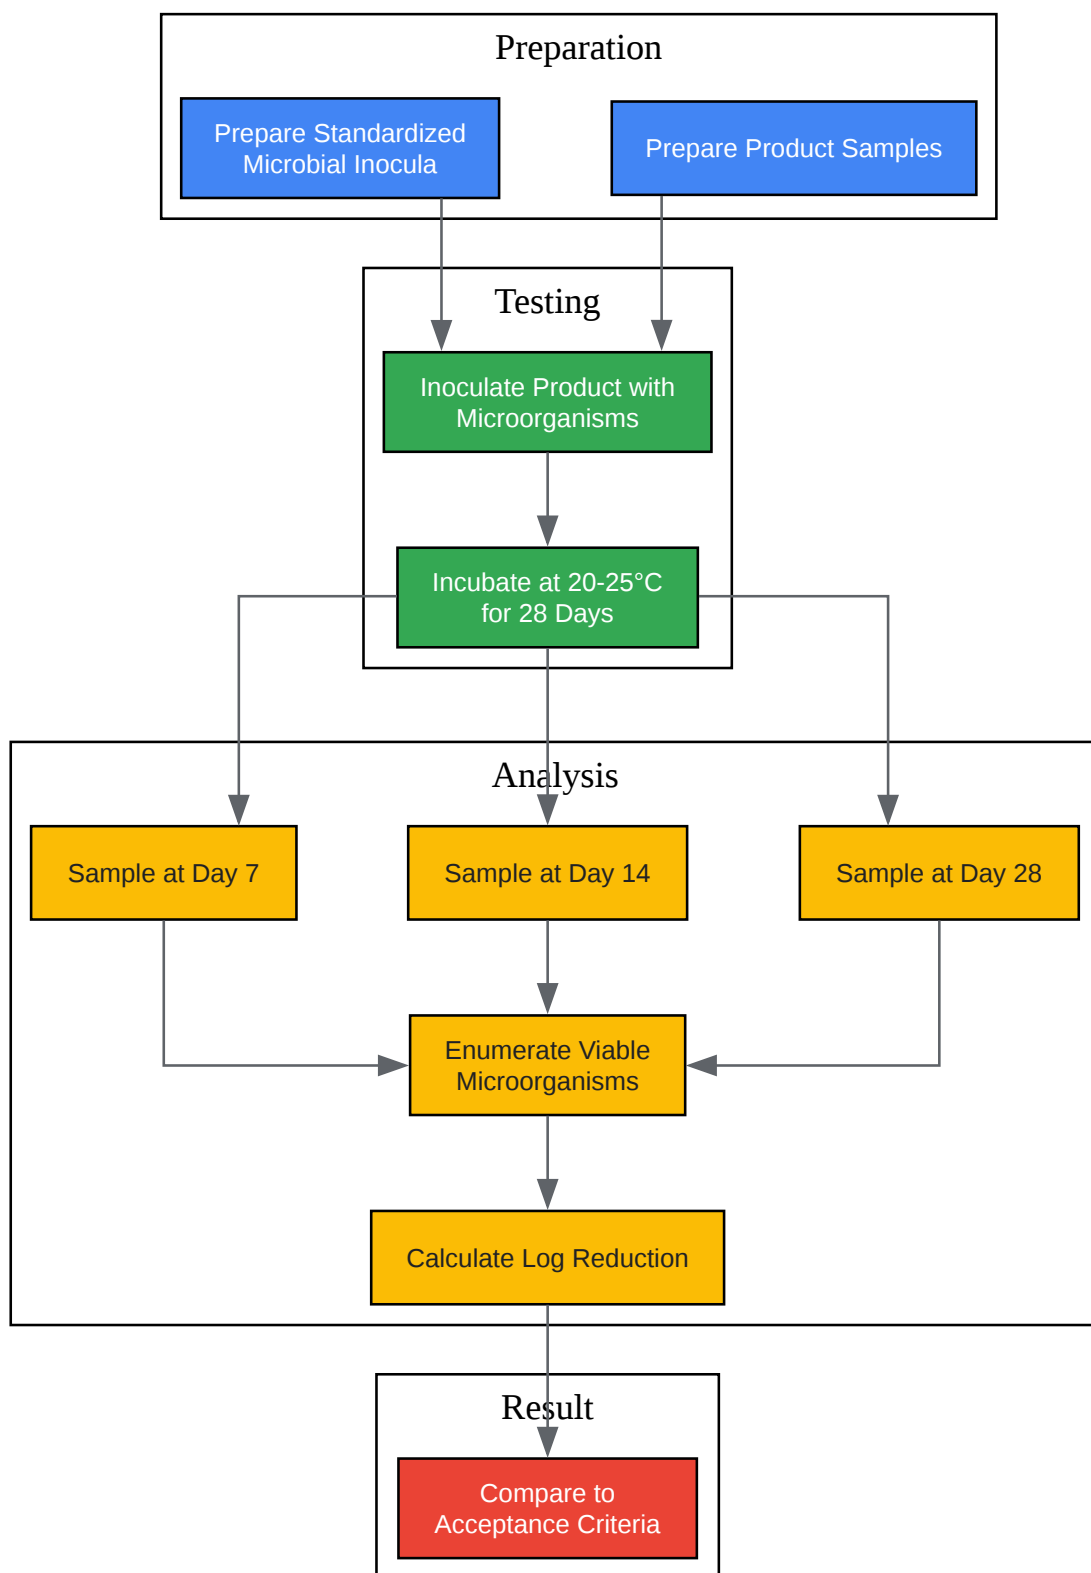 Preparation
Prepare Standardized
Microbial Inocula
Prepare Product Samples
Testing
Inoculate Product with
Microorganisms
Incubate at 20-25°C
for 28 Days
Analysis
Sample at Day 7
Sample at Day 14
Sample at Day 28
Enumerate Viable
Microorganisms
Calculate Log Reduction
Result
Compare to
Acceptance Criteria